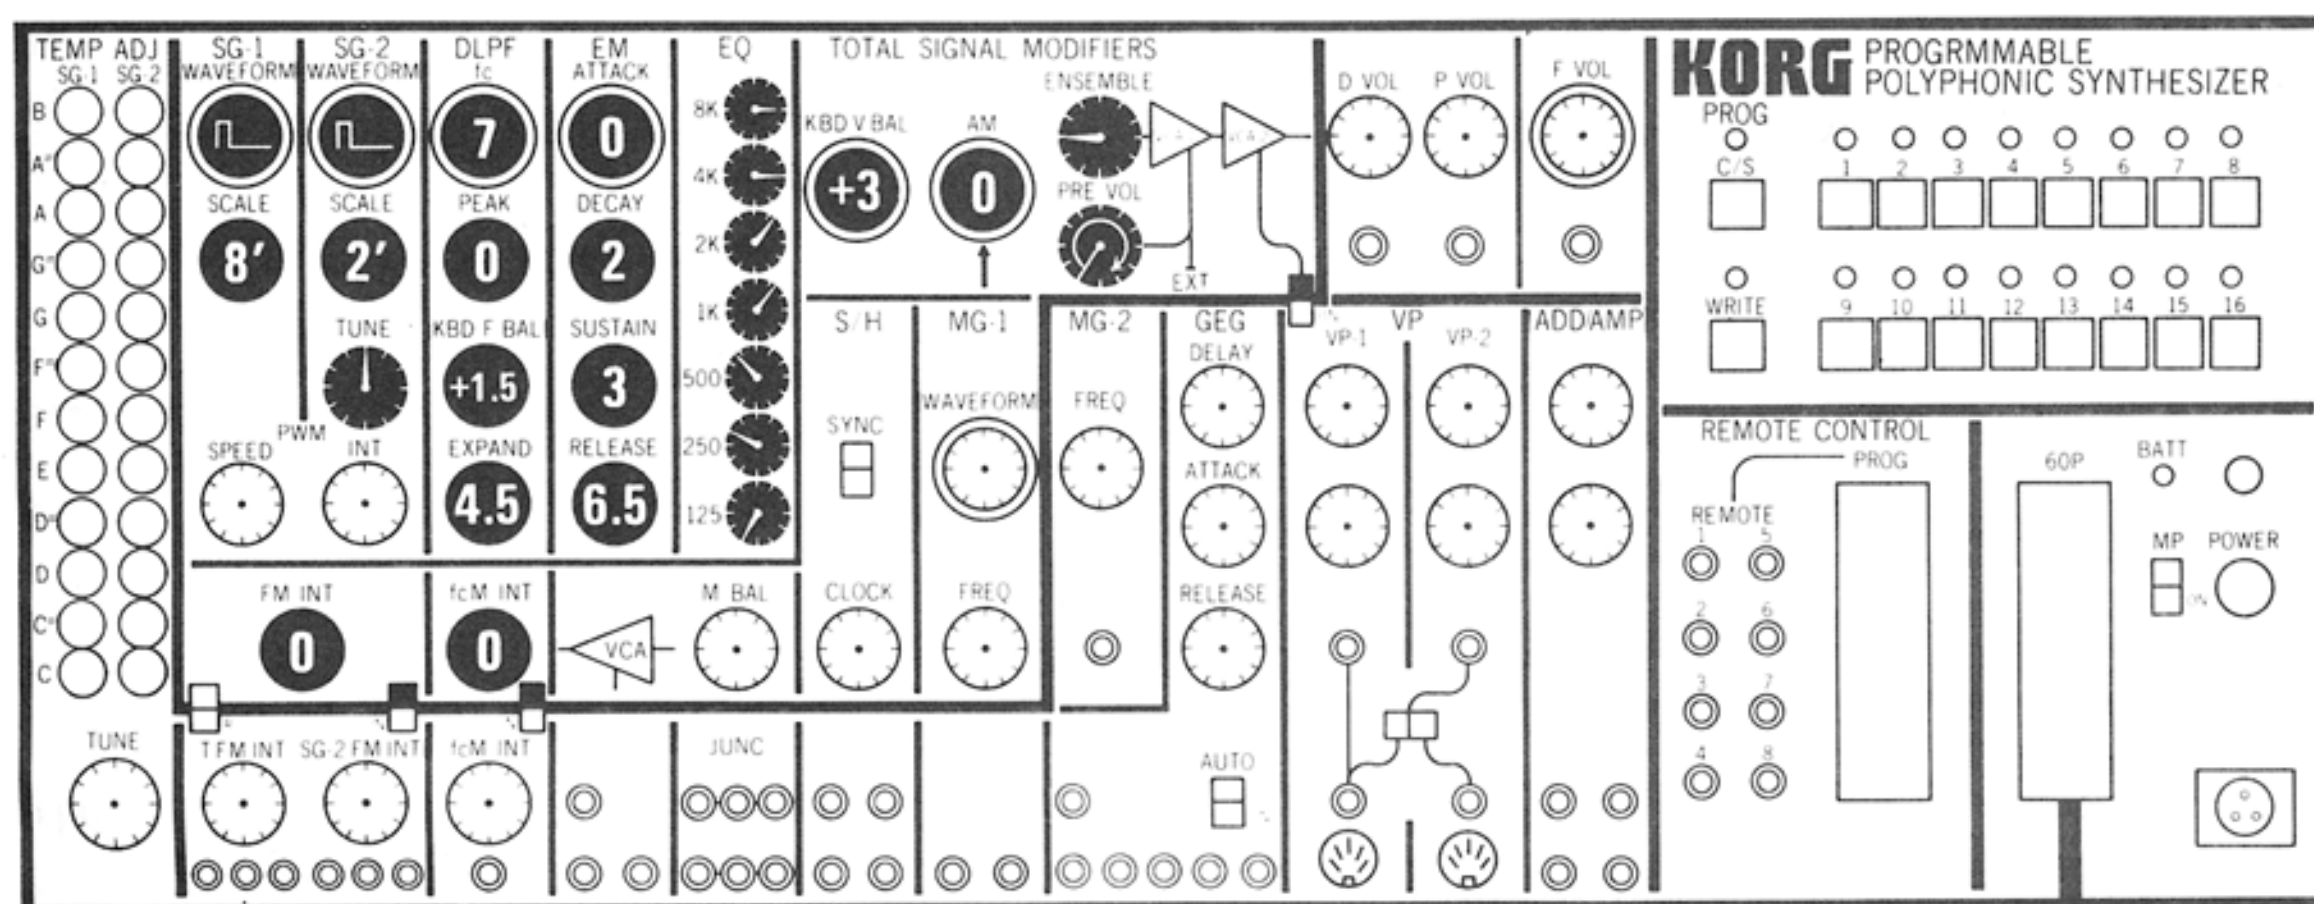 TEMP ADJ
SG-1 SG-2
B
A#
A
G#
G
F#
F
E
D#
D
C#
C
TUNE
SG-1
WAVEFORM
SCALE
8'
SPEED
PWM
SG-2
WAVEFORM
SCALE
2'
TUNE
INT
DLPF
fc
7
PEAK
0
KBD F BAL
+1.5
EXPAND
4.5
EM
ATTACK
0
DECAY
2
SUSTAIN
3
RELEASE
6.5
EQ
8K
4K
2K
1K
500
250
125
FM INT
0
fcM INT
0
VCA
M BAL
T FM INT
SG-2 FM INT
fcM INT
JUNC
TOTAL SIGNAL MODIFIERS
KBD V BAL
+3
AM
0
ENSEMBLE
PRE VOL
EXT
S/H
SYNC
CLOCK
MG-1
WAVEFORM
FREQ
MG-2
FREQ
GEG
DELAY
ATTACK
RELEASE
AUTO
D VOL
P VOL
F VOL
VP
VP-1
VP-2
ADD/AMP
KORG PROGRMMABLE
POLYPHONIC SYNTHESIZER
PROG
C/S
1 2 3 4 5 6 7 8
WRITE
9 10 11 12 13 14 15 16
REMOTE CONTROL
PROG
REMOTE
1 5
2 6
3 7
4 8
60P
BATT
MP
ON
POWER